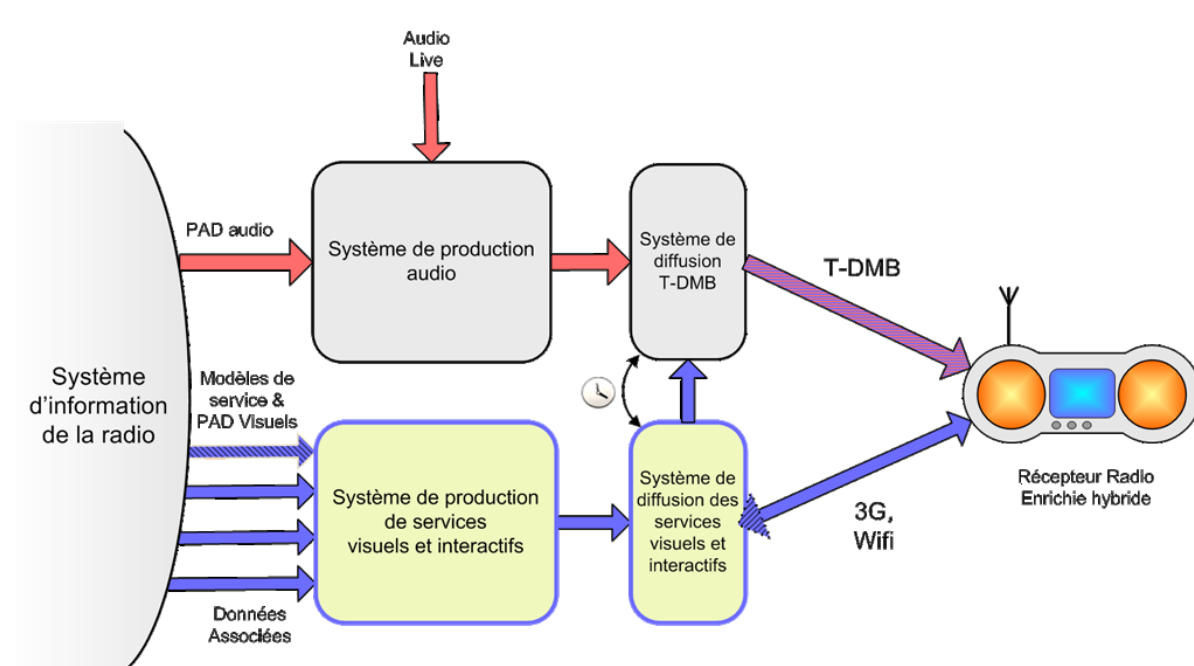 Audio
Live
PAD audio
Système de production
audio
Système de
diffusion
T-DMB
T-DMB
Système
d'information
de la radio
Modèles de
service &
PAD Visuels
Système de production
de services
visuels et interactifs
Système de
diffusion des
services
visuels et
interactifs
3G,
Wifi
Récepteur Radio
Enrichie hybride
Données
Associées